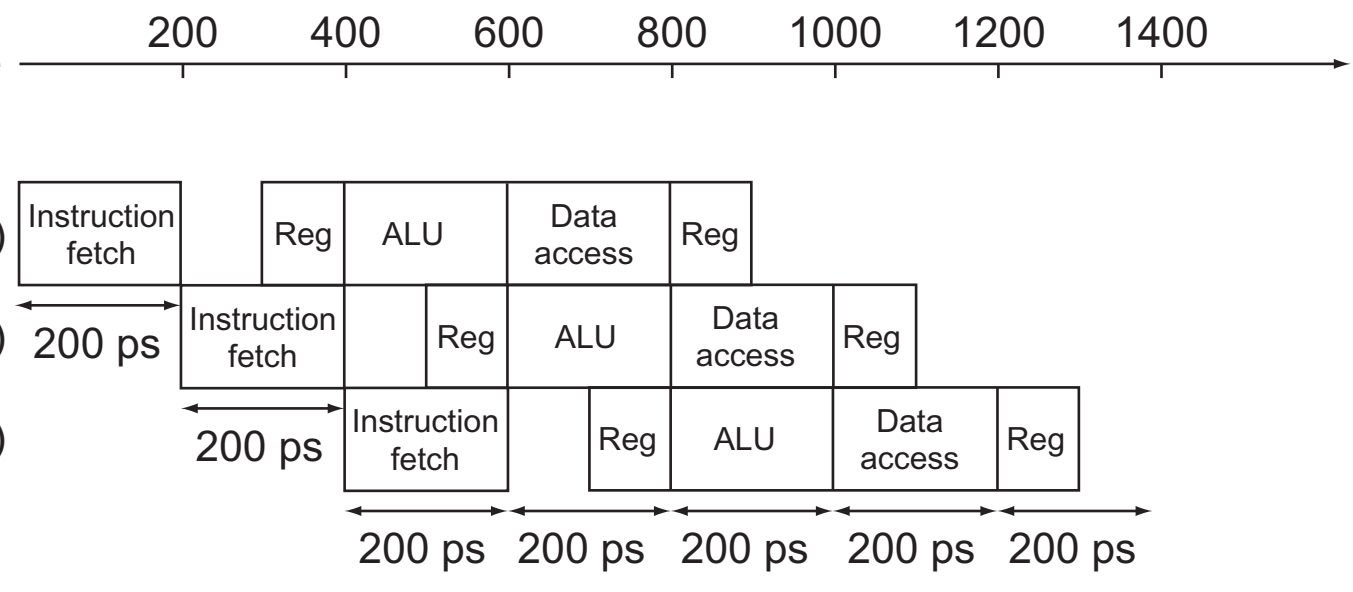 200 400 600 800 1000 1200 1400
Instruction
fetch
Reg
ALU
Data
access
Reg
)
200 ps
Instruction
fetch
Reg
ALU
Data
access
Reg
)
200 ps
Instruction
fetch
Reg
ALU
Data
access
Reg
)
200 ps 200 ps 200 ps 200 ps 200 ps